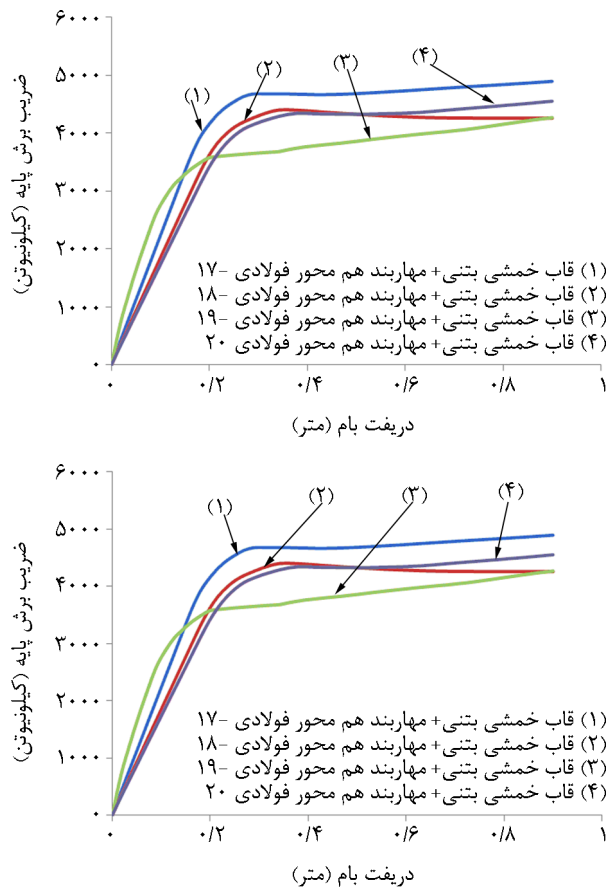 ۶۰۰۰
۵۰۰۰
۴۰۰۰
۳۰۰۰
۲۰۰۰
۱۰۰۰
۰
ضریب برش پایه (کیلونیوتن)
(۱)
(۲)
(۳)
(۴)
(۱) قاب خمشی بتنی+ مهاربند هم محور فولادی -۱۷
(۲) قاب خمشی بتنی+ مهاربند هم محور فولادی -۱۸
(۳) قاب خمشی بتنی+ مهاربند هم محور فولادی -۱۹
(۴) قاب خمشی بتنی+ مهاربند هم محور فولادی ۲۰
۰ ۰/۲ ۰/۴ ۰/۶ ۰/۸ ۱
دریفت بام (متر)
۶۰۰۰
۵۰۰۰
۴۰۰۰
۳۰۰۰
۲۰۰۰
۱۰۰۰
۰
ضریب برش پایه (کیلونیوتن)
(۱)
(۲)
(۳)
(۴)
(۱) قاب خمشی بتنی+ مهاربند هم محور فولادی -۱۷
(۲) قاب خمشی بتنی+ مهاربند هم محور فولادی -۱۸
(۳) قاب خمشی بتنی+ مهاربند هم محور فولادی -۱۹
(۴) قاب خمشی بتنی+ مهاربند هم محور فولادی ۲۰
۰ ۰/۲ ۰/۴ ۰/۶ ۰/۸ ۱
دریفت بام (متر)